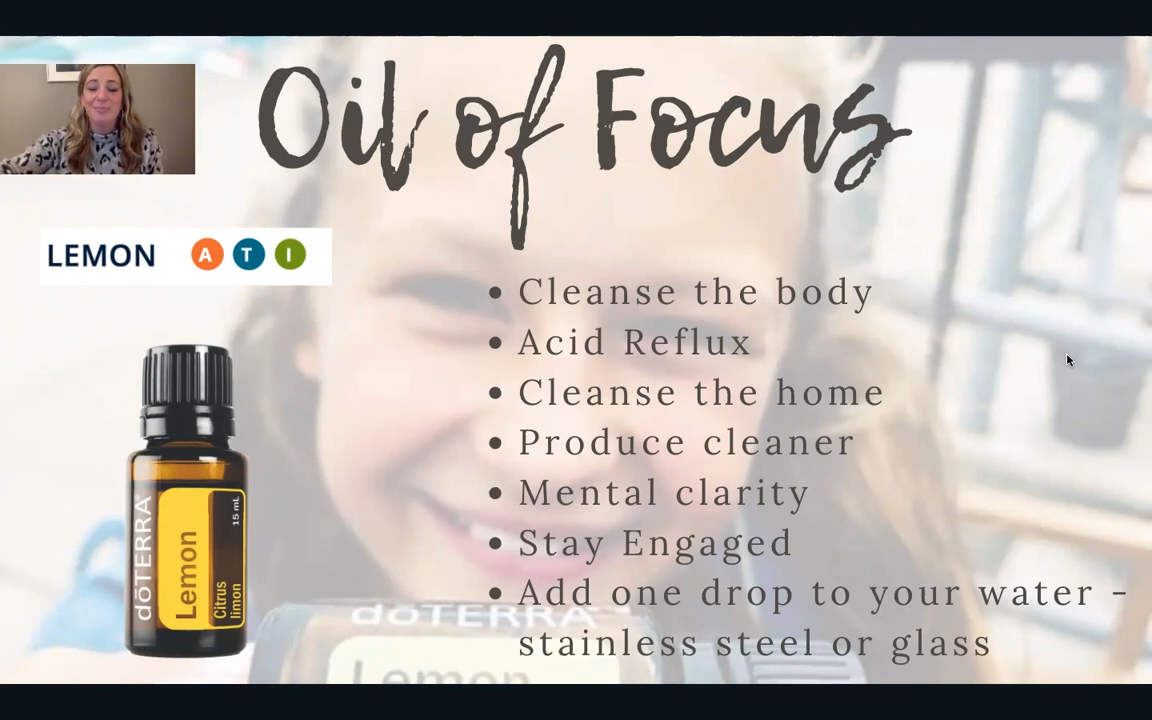 Oil of Focus
LEMON A T I
• Cleanse the body
• Acid Reflux
• Cleanse the home
• Produce cleaner
• Mental clarity
• Stay Engaged
• Add one drop to your water -
stainless steel or glass
dōTERRA
Lemon
Citrus
limon
15 mL
dōTERRA
Lemon